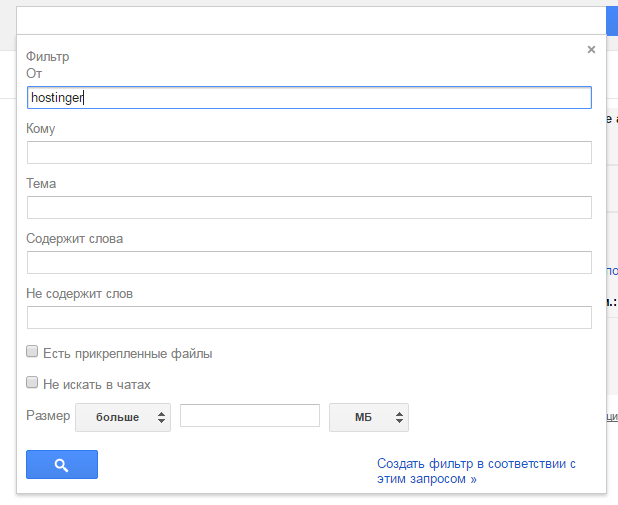 Фильтр
×
От
hostinger
Кому
Тема
Содержит слова
Не содержит слов
Есть прикрепленные файлы
Не искать в чатах
Размер больше МБ
Создать фильтр в соответствии с
этим запросом »